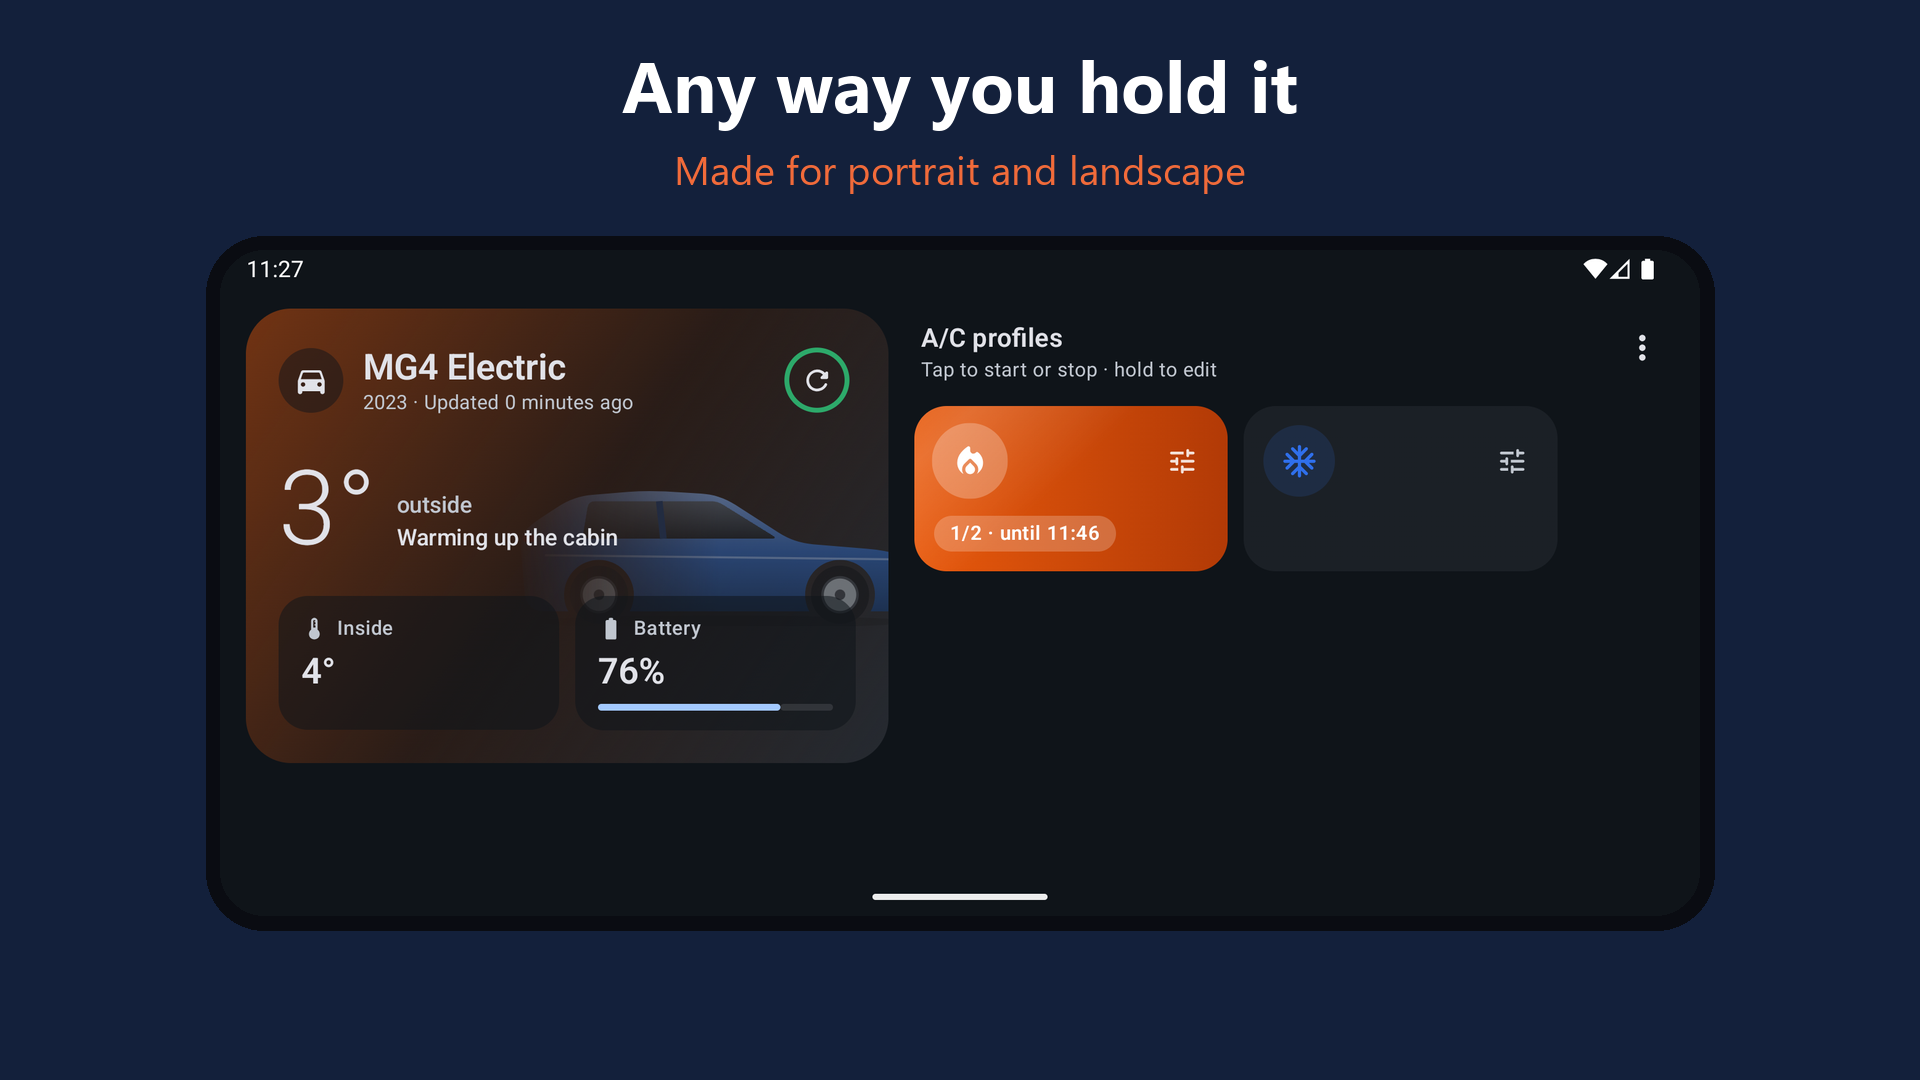 Any way you hold it
Made for portrait and landscape
11:27
MG4 Electric
2023 · Updated 0 minutes ago
3°
outside
Warming up the cabin
Inside
4°
Battery
76%
A/C profiles
Tap to start or stop · hold to edit
1/2 · until 11:46